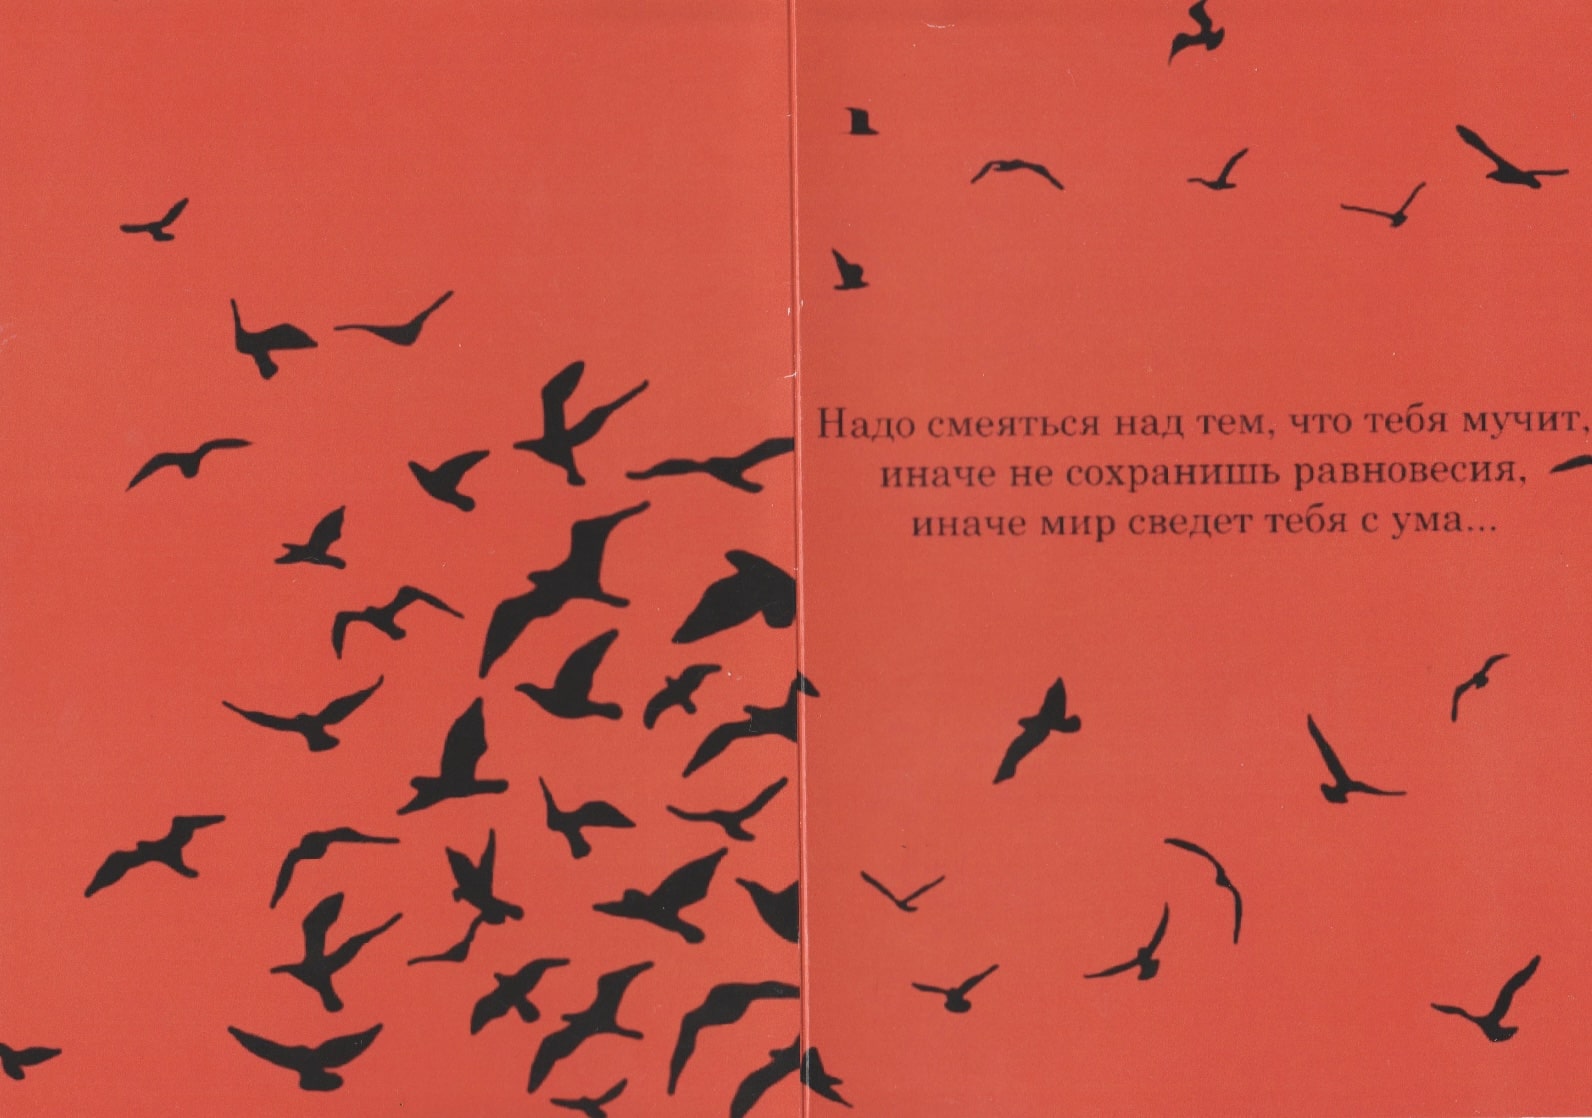 Надо смеяться над тем, что тебя мучит,
иначе не сохранишь равновесия,
иначе мир сведет тебя с ума...